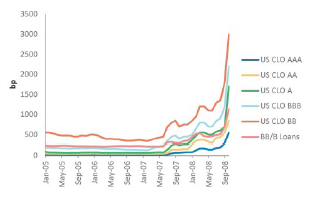 3500
3000
2500
2000
1500
1000
500
0
bp
Jan-05
May-05
Sep-05
Jan-06
May-06
Sep-06
Jan-07
May-07
Sep-07
Jan-08
May-08
Sep-08
US CLO AAA
US CLO AA
US CLO A
US CLO BBB
US CLO BB
BB/B Loans